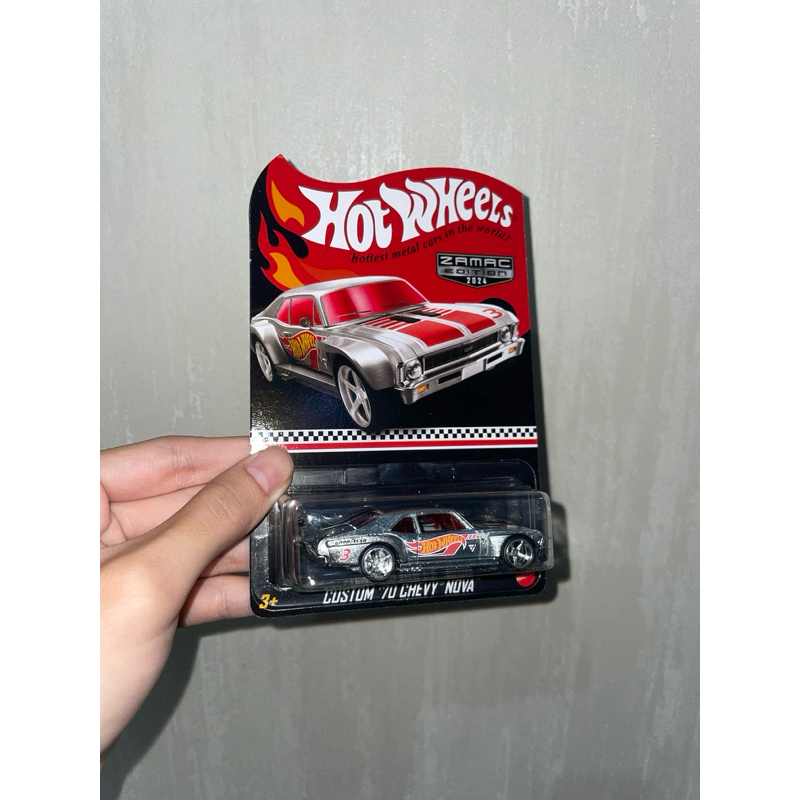 Hot Wheels
hottest metal cars in the world!
ZAMAC
EDITION
2024
HOT WHEELS
3
HOT WHEELS
3
CUSTOM '70 CHEVY NOVA
3+